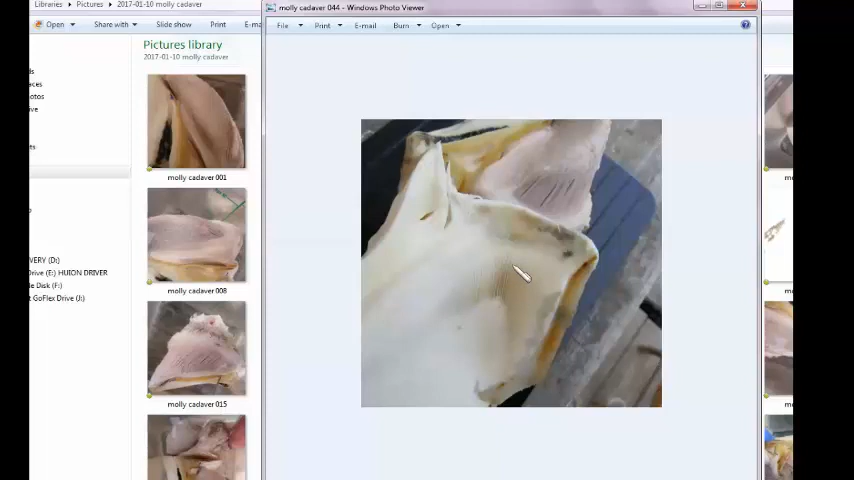 Libraries ▸ Pictures ▸ 2017-01-10 molly cadaver
Open
Share with
Slide show
Print
E-ma
Pictures library
2017-01-10 molly cadaver
molly cadaver 001
molly cadaver 008
molly cadaver 015
VERY (D:)
Drive (E:) HUION DRIVER
le Disk (F:)
t GoFlex Drive (J:)
molly cadaver 044 - Windows Photo Viewer
File
Print
E-mail
Burn
Open